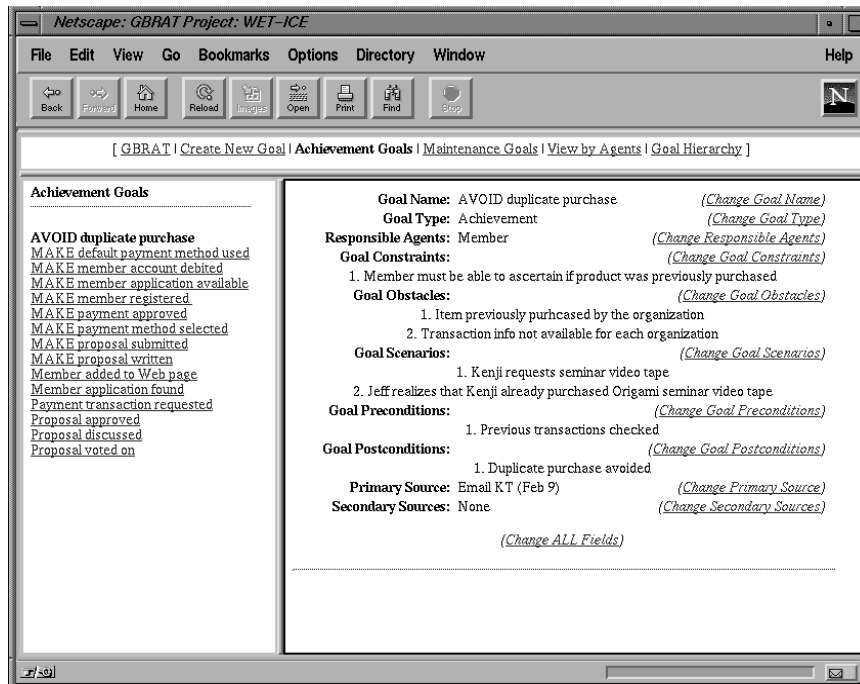 Netscape: GBRAT Project: WET-ICE
File Edit View Go Bookmarks Options Directory Window Help
Back Forward Home Reload Images Open Print Find Stop
N
[ GBRAT | Create New Goal | Achievement Goals | Maintenance Goals | View by Agents | Goal Hierarchy ]
Achievement Goals
AVOID duplicate purchase
MAKE default payment method used
MAKE member account debited
MAKE member application available
MAKE member registered
MAKE payment approved
MAKE payment method selected
MAKE proposal submitted
MAKE proposal written
Member added to Web page
Member application found
Payment transaction requested
Proposal approved
Proposal discussed
Proposal voted on
Goal Name: AVOID duplicate purchase (Change Goal Name)
Goal Type: Achievement (Change Goal Type)
Responsible Agents: Member (Change Responsible Agents)
Goal Constraints: (Change Goal Constraints)
1. Member must be able to ascertain if product was previously purchased
Goal Obstacles: (Change Goal Obstacles)
1. Item previously purhcased by the organization
2. Transaction info not available for each organization
Goal Scenarios: (Change Goal Scenarios)
1. Kenji requests seminar video tape
2. Jeff realizes that Kenji already purchased Origami seminar video tape
Goal Preconditions: (Change Goal Preconditions)
1. Previous transactions checked
Goal Postconditions: (Change Goal Postconditions)
1. Duplicate purchase avoided
Primary Source: Email KT (Feb 9) (Change Primary Source)
Secondary Sources: None (Change Secondary Sources)
(Change ALL Fields)